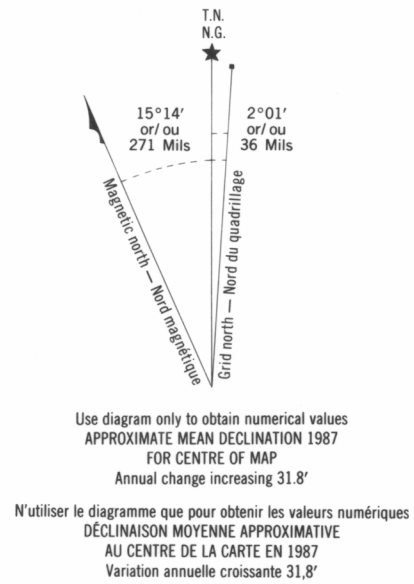 T.N.
N.G.
15°14′
or/ou
271 Mils
2°01′
or/ou
36 Mils
Magnetic north — Nord magnétique
Grid north — Nord du quadrillage
Use diagram only to obtain numerical values
APPROXIMATE MEAN DECLINATION 1987
FOR CENTRE OF MAP
Annual change increasing 31.8′
N'utiliser le diagramme que pour obtenir les valeurs numériques
DÉCLINAISON MOYENNE APPROXIMATIVE
AU CENTRE DE LA CARTE EN 1987
Variation annuelle croissante 31,8′